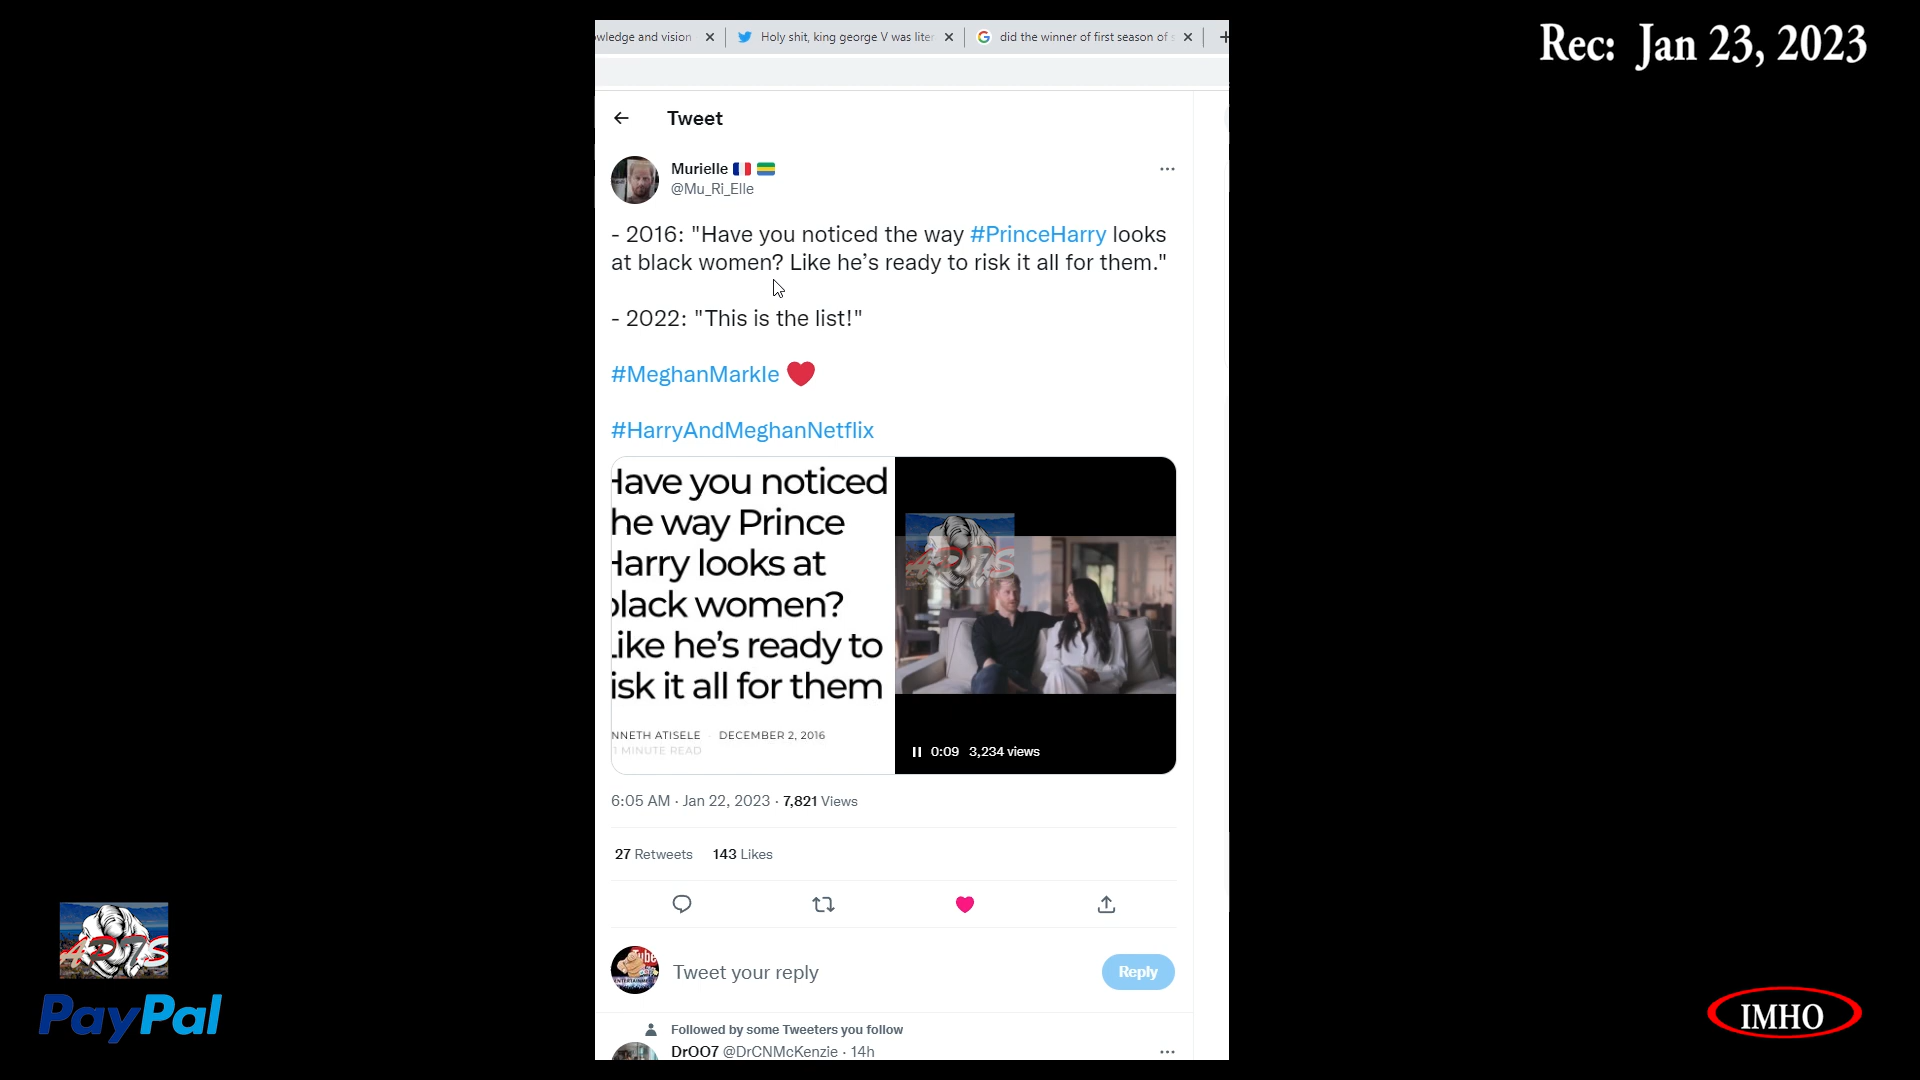 Rec: Jan 23, 2023
wledge and vision
Holy shit, king george V was liter
did the winner of first season of s
Tweet
Murielle
@Mu_Ri_Elle
- 2016: "Have you noticed the way #PrinceHarry looks
at black women? Like he’s ready to risk it all for them."
- 2022: "This is the list!"
#MeghanMarkle
#HarryAndMeghanNetflix
Have you noticed
he way Prince
Harry looks at
black women?
Like he’s ready to
isk it all for them
NNETH ATISELE DECEMBER 2, 2016
1 MINUTE READ
0:09 3,234 views
6:05 AM · Jan 22, 2023 · 7,821 Views
27 Retweets 143 Likes
Tweet your reply
Reply
Followed by some Tweeters you follow
DrOO7 @DrCNMcKenzie · 14h
PayPal
IMHO